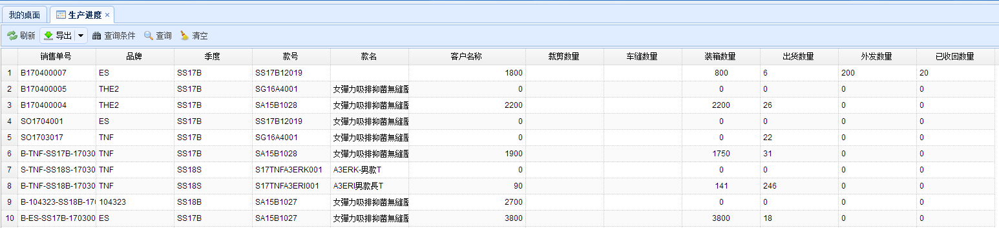 我的桌面 生产进度 ×
刷新 导出 查询条件 查询 清空
销售单号 品牌 季度 款号 款名 客户名称 裁剪数量 车缝数量 装箱数量 出货数量 外发数量 已收回数量
1 B170400007 ES SS17B SS17B12019 1800 800 6 200 20
2 B170400005 THE2 SS17B SG16A4001 女彈力吸排抑菌無縫 0 0 0 0 0
3 B170400004 THE2 SS17B SA15B1028 女彈力吸排抑菌無縫 2200 2200 26 0 0
4 SO1704001 ES SS17B SS17B12019 女彈力吸排抑菌無縫 0 0 0 0 0
5 SO1703017 TNF SS17B SG16A4001 女彈力吸排抑菌無縫 0 0 22 0 0
6 B-TNF-SS17B-17030 TNF SS17B SA15B1028 女彈力吸排抑菌無縫 1900 1750 31 0 0
7 S-TNF-SS18S-17030 TNF SS18S S17TNFA3ERK001 A3ERK-男款T 0 0 0 0 0
8 B-TNF-SS18B-17030 TNF SS18S S17TNFA3ERI001 A3ERI男款長T 90 141 246 0 0
9 B-104323-SS18B-170 104323 SS18B SA15B1027 女彈力吸排抑菌無縫 2700 0 0 0 0
10 B-ES-SS17B-170300 ES SS17B SA15B1027 女彈力吸排抑菌無縫 3800 3800 18 0 0